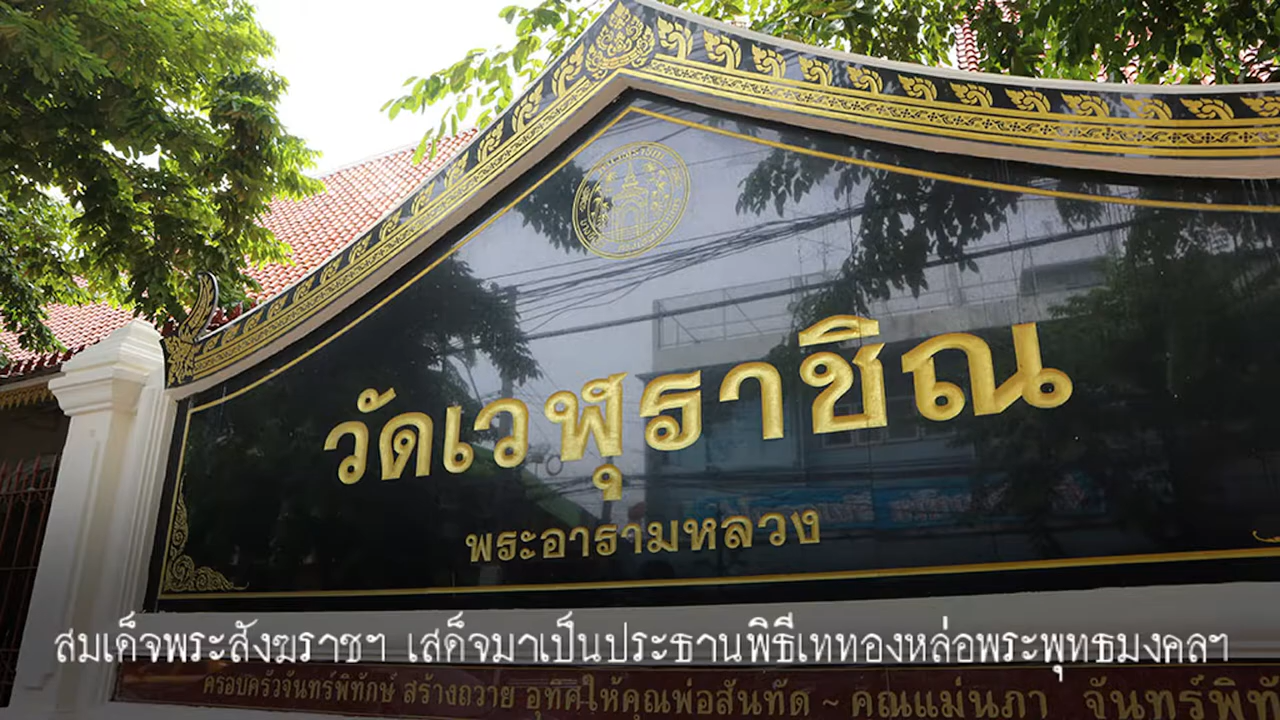 วัดเวฬุราชิณ
พระอารามหลวง
สมเด็จพระสังฆราชฯ เสด็จมาเป็นประธานพิธีเททองหล่อพระพุทธมงคลฯ
ครอบครัวจันทร์พิทักษ์ สร้างถวาย อุทิศให้คุณพ่อสันทัด ~ คุณแม่นภา